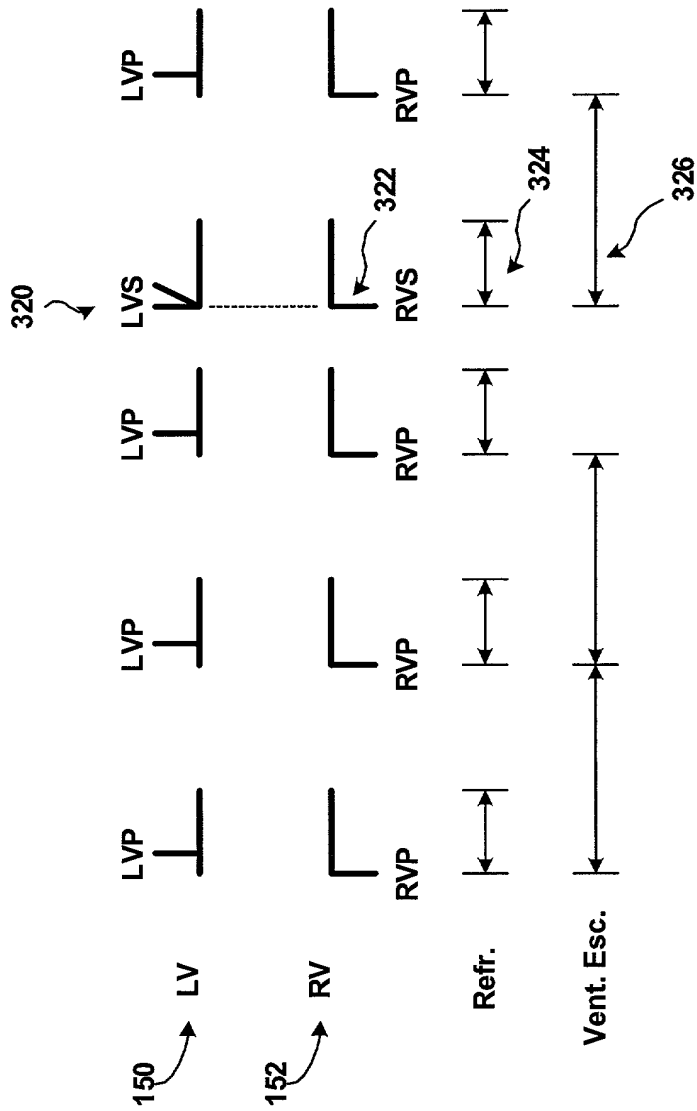 320
LVP LVP LVP LVS LVP
150
LV
152
RV
322
RVP RVP RVP RVS RVP
Refr.
324
Vent. Esc.
326